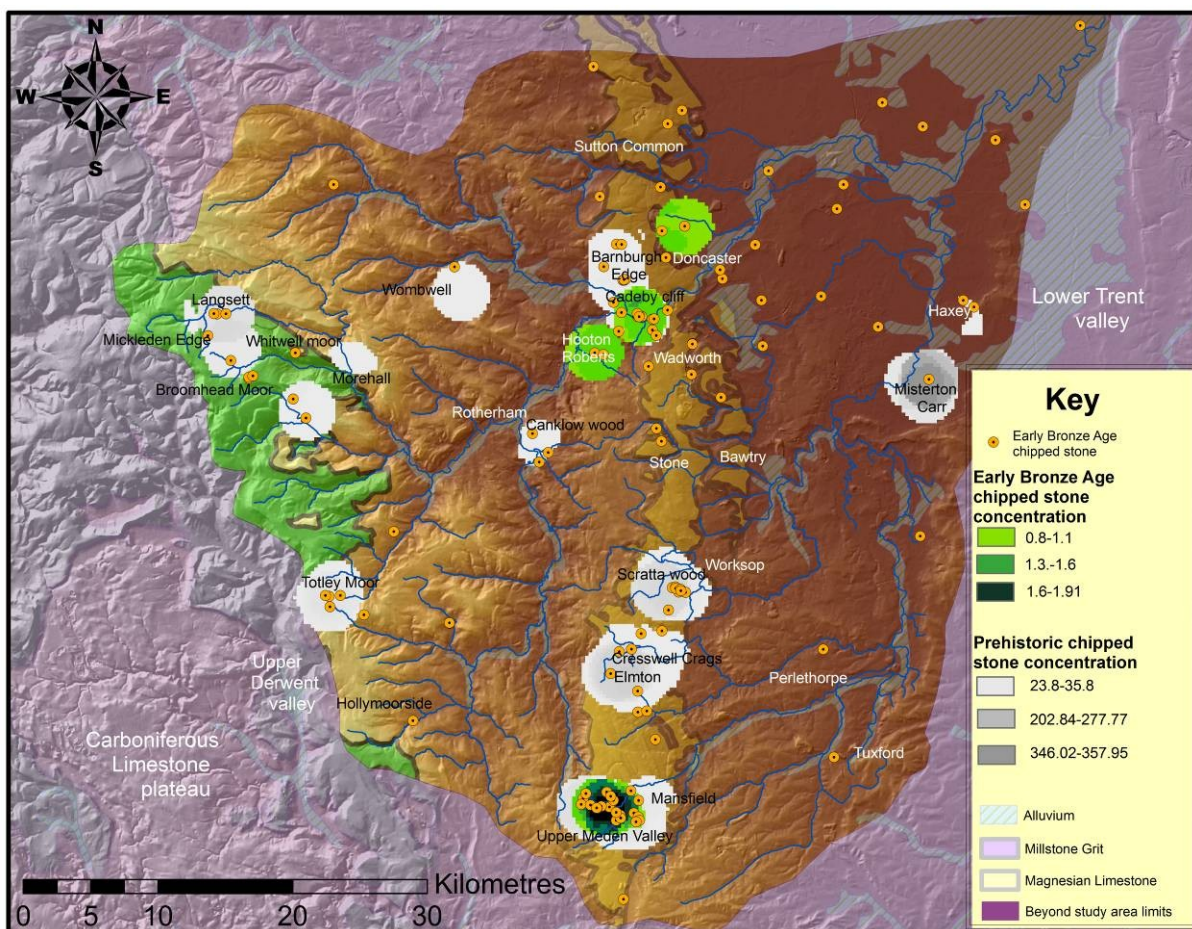 N
W
E
S
Sutton Common
Barnburgh
Edge
Doncaster
Wombwell
Cadeby cliff
Langsett
Mickleden Edge
Whitwell moor
Hooton
Roberts
Wadworth
Haxey
Lower Trent
valley
Broomhead Moor
Morehall
Misterton
Carr
Rotherham
Canklow wood
Stone
Bawtry
Totley Moor
Scratta wood
Worksop
Upper
Derwent
valley
Cresswell Crags
Elmton
Perlethorpe
Hollymoorside
Carboniferous
Limestone
plateau
Tuxford
Mansfield
Upper Meden Valley
Kilometres
0 5 10 20 30
Key
Early Bronze Age
chipped stone
Early Bronze Age
chipped stone
concentration
0.8-1.1
1.3.-1.6
1.6-1.91
Prehistoric chipped
stone concentration
23.8-35.8
202.84-277.77
346.02-357.95
Alluvium
Millstone Grit
Magnesian Limestone
Beyond study area limits